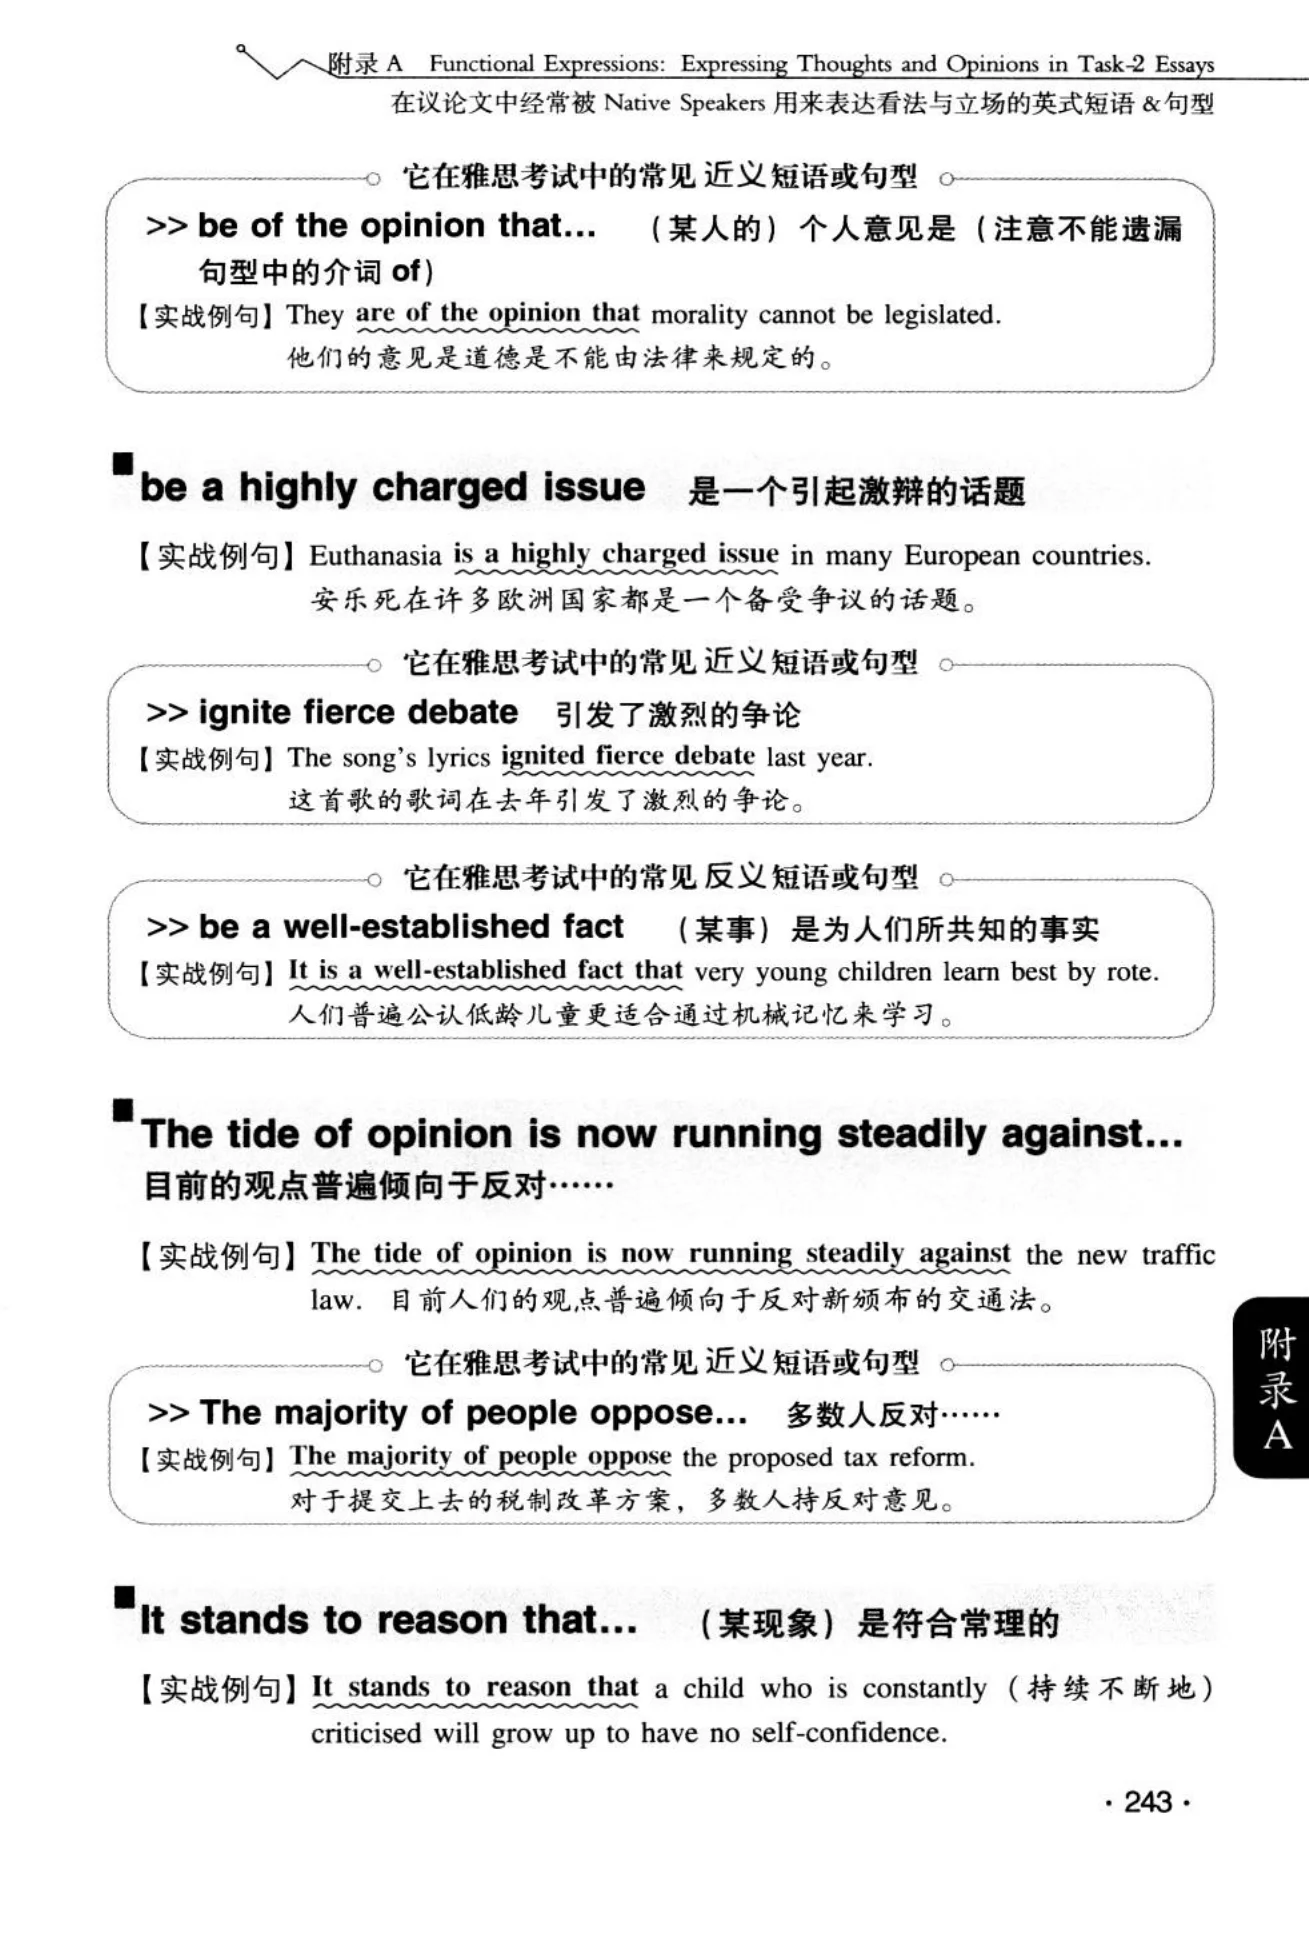 附录 A Functional Expressions: Expressing Thoughts and Opinions in Task-2 Essays
在议论文中经常被 Native Speakers 用来表达看法与立场的英式短语 & 句型
它在雅思考试中的常见 近义 短语或句型
>> be of the opinion that... （某人的）个人意见是（注意不能遗漏
句型中的介词 of）
【实战例句】They are of the opinion that morality cannot be legislated.
他们的意见是道德是不能由法律来规定的。
■ be a highly charged issue 是一个引起激辩的话题
【实战例句】Euthanasia is a highly charged issue in many European countries.
安乐死在许多欧洲国家都是一个备受争议的话题。
它在雅思考试中的常见 近义 短语或句型
>> ignite fierce debate 引发了激烈的争论
【实战例句】The song's lyrics ignited fierce debate last year.
这首歌的歌词在去年引发了激烈的争论。
它在雅思考试中的常见 反义 短语或句型
>> be a well-established fact （某事）是为人们所共知的事实
【实战例句】It is a well-established fact that very young children learn best by rote.
人们普遍公认低龄儿童更适合通过机械记忆来学习。
■ The tide of opinion is now running steadily against...
目前的观点普遍倾向于反对……
【实战例句】The tide of opinion is now running steadily against the new traffic
law. 目前人们的观点普遍倾向于反对新颁布的交通法。
它在雅思考试中的常见 近义 短语或句型
>> The majority of people oppose... 多数人反对……
【实战例句】The majority of people oppose the proposed tax reform.
对于提交上去的税制改革方案，多数人持反对意见。
附录A
■ It stands to reason that... （某现象）是符合常理的
【实战例句】It stands to reason that a child who is constantly（持续不断地）
criticised will grow up to have no self-confidence.
· 243 ·